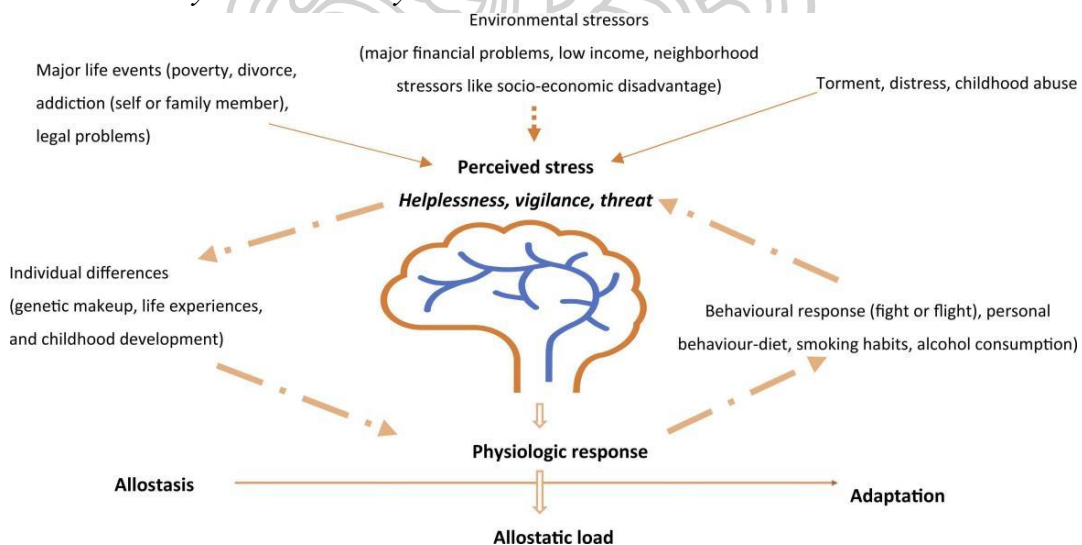 Environmental stressors
(major financial problems, low income, neighborhood
stressors like socio-economic disadvantage)
Major life events (poverty, divorce,
addiction (self or family member),
legal problems)
Torment, distress, childhood abuse
Perceived stress
Helplessness, vigilance, threat
Individual differences
(genetic makeup, life experiences,
and childhood development)
Behavioural response (fight or flight), personal
behaviour-diet, smoking habits, alcohol consumption)
Physiologic response
Allostasis
Adaptation
Allostatic load